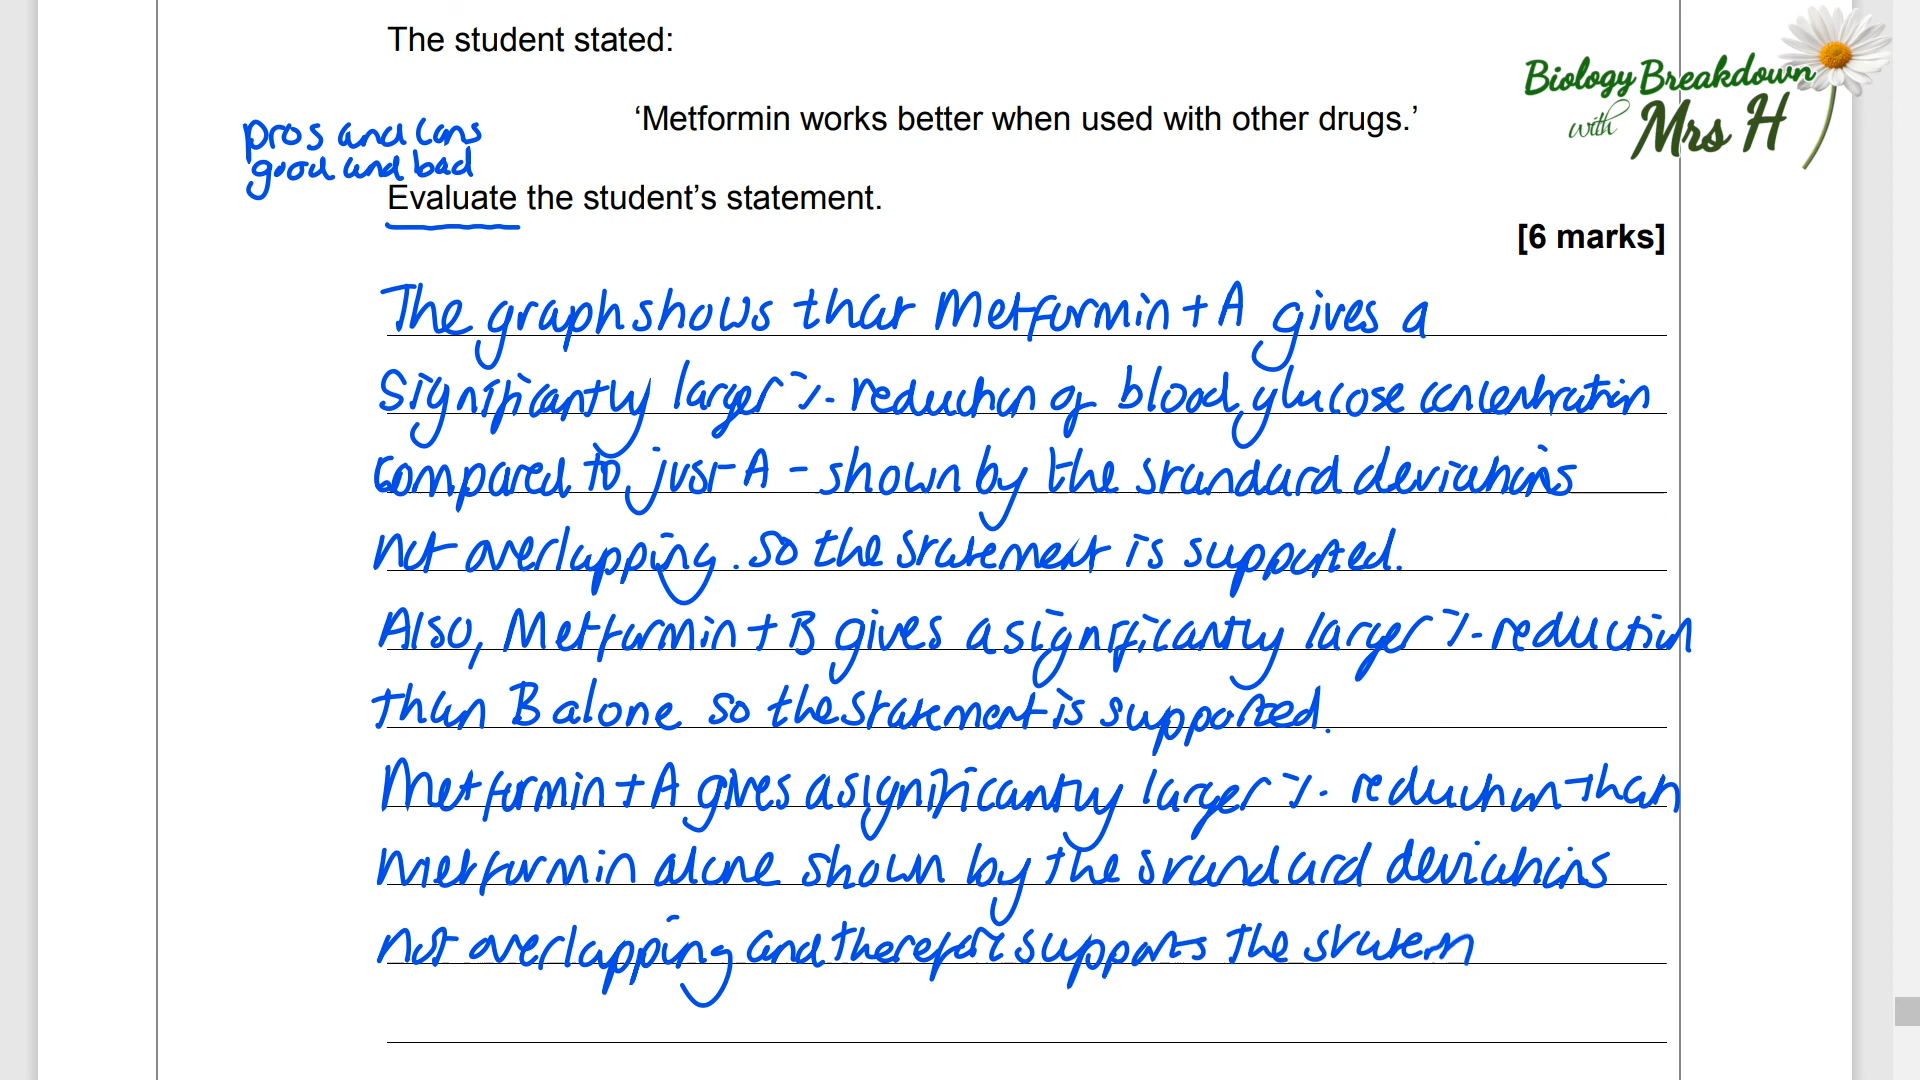 The student stated:
Biology Breakdown
with Mrs H
'Metformin works better when used with other drugs.'
pros and cons
good and bad
Evaluate the student's statement.
[6 marks]
The graph shows that Metformin + A gives a
significantly larger % reduction of blood glucose concentration
compared to just A - shown by the standard deviations
not overlapping. So the statement is supported.
Also, Metformin + B gives a significantly larger % reduction
than B alone so the statement is supported.
Metformin + A gives a significantly larger % reduction than
metformin alone shown by the standard deviations
not overlapping and therefore supports the statem